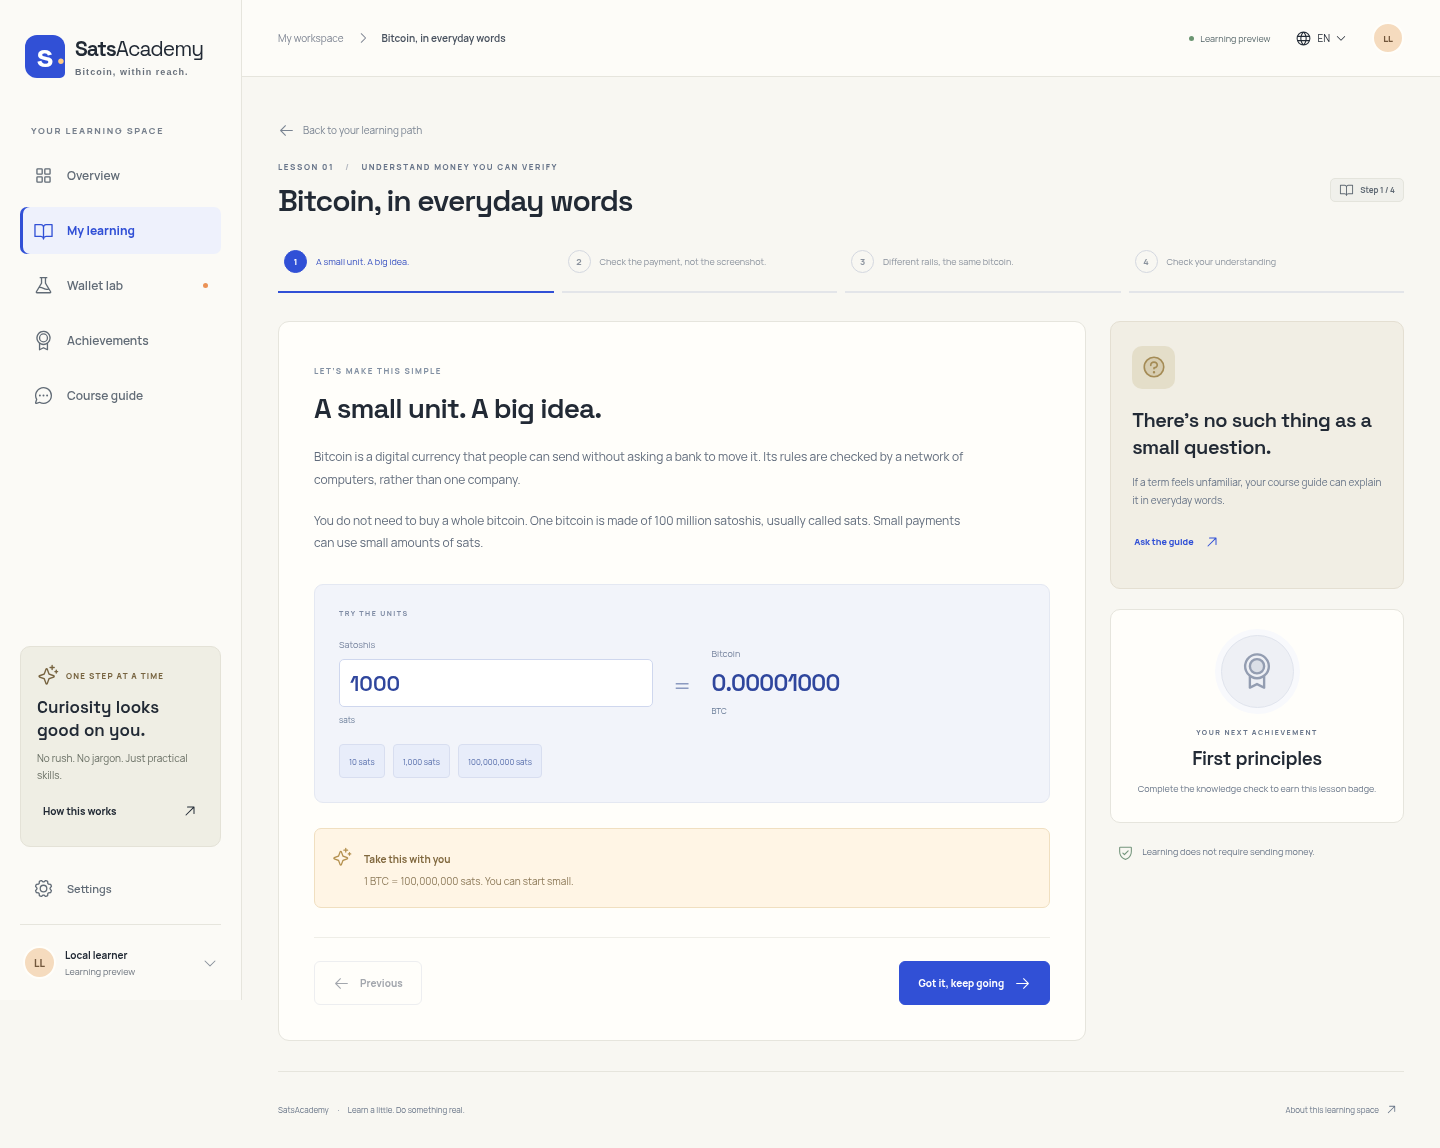 s.
SatsAcademy
Bitcoin, within reach.
YOUR LEARNING SPACE
Overview
My learning
Wallet lab
Achievements
Course guide
ONE STEP AT A TIME
Curiosity looks
good on you.
No rush. No jargon. Just practical
skills.
How this works
Settings
LL
Local learner
Learning preview
My workspace
Bitcoin, in everyday words
Learning preview
EN
LL
Back to your learning path
LESSON 01 / UNDERSTAND MONEY YOU CAN VERIFY
Bitcoin, in everyday words
Step 1 / 4
1 A small unit. A big idea.
2 Check the payment, not the screenshot.
3 Different rails, the same bitcoin.
4 Check your understanding
LET'S MAKE THIS SIMPLE
A small unit. A big idea.
Bitcoin is a digital currency that people can send without asking a bank to move it. Its rules are checked by a network of
computers, rather than one company.
You do not need to buy a whole bitcoin. One bitcoin is made of 100 million satoshis, usually called sats. Small payments
can use small amounts of sats.
TRY THE UNITS
Satoshis
1000
sats
=
Bitcoin
0.00001000
BTC
10 sats
1,000 sats
100,000,000 sats
Take this with you
1 BTC = 100,000,000 sats. You can start small.
Previous
Got it, keep going
There's no such thing as a
small question.
If a term feels unfamiliar, your course guide can explain
it in everyday words.
Ask the guide
YOUR NEXT ACHIEVEMENT
First principles
Complete the knowledge check to earn this lesson badge.
Learning does not require sending money.
SatsAcademy · Learn a little. Do something real.
About this learning space